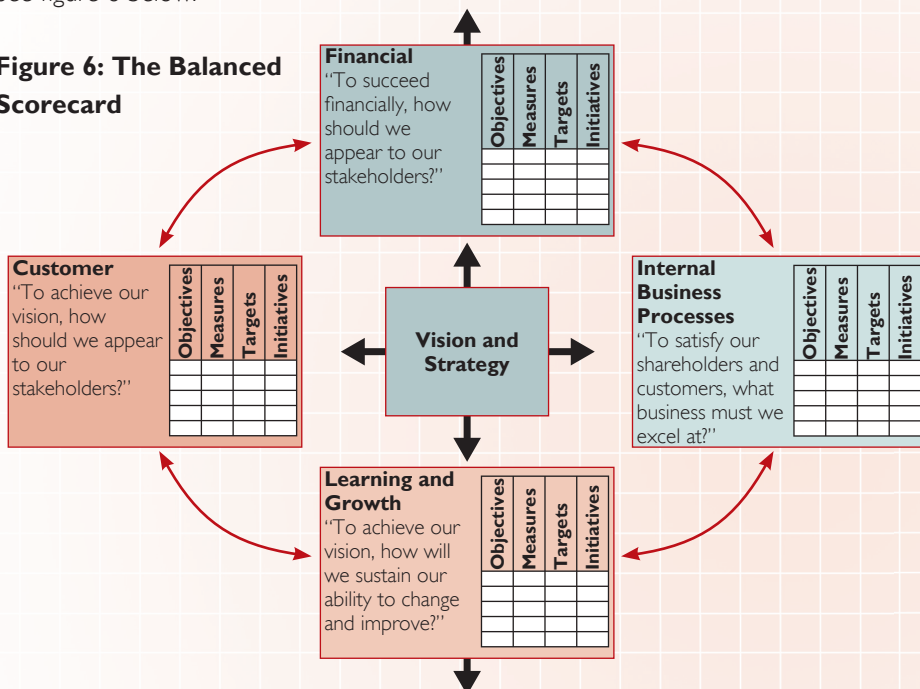 see figure 6 below.
Figure 6: The Balanced
Scorecard
Financial
“To succeed
financially, how
should we
appear to our
stakeholders?”
Objectives
Measures
Targets
Initiatives
Customer
“To achieve our
vision, how
should we appear
to our
stakeholders?”
Objectives
Measures
Targets
Initiatives
Vision and
Strategy
Internal
Business
Processes
“To satisfy our
shareholders and
customers, what
business must we
excel at?”
Objectives
Measures
Targets
Initiatives
Learning and
Growth
“To achieve our
vision, how will
we sustain our
ability to change
and improve?”
Objectives
Measures
Targets
Initiatives